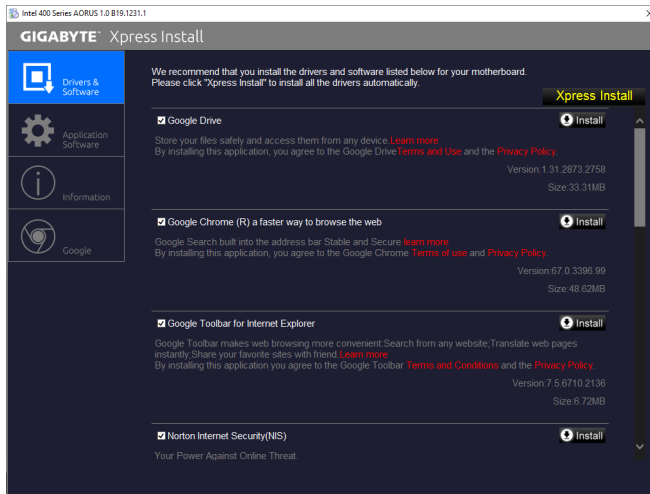 Intel 400 Series AORUS 1.0 B19.1231.1
GIGABYTE™ Xpress Install
Drivers &
Software
Application
Software
Information
Google
We recommend that you install the drivers and software listed below for your motherboard.
Please click "Xpress Install" to install all the drivers automatically.
Xpress Install
Google Drive
Install
Store your files safely and access them from any device.Learn more
By installing this application, you agree to the Google DriveTerms and Use and the Privacy Policy.
Version:1.31.2873.2758
Size:33.31MB
Google Chrome (R) a faster way to browse the web
Install
Google Search built into the address bar Stable and Secure learn more
By installing this application, you agree to the Google Chrome Terms of use and Privacy Policy.
Version:67.0.3396.99
Size:48.62MB
Google Toolbar for Internet Explorer
Install
Google Toolbar makes web browsing more convenient.Search from any website;Translate web pages
instantly;Share your favorite sites with friend.Learn more
By installing this application you agree to the Google Toolbar Terms and Conditions and the Privacy Policy.
Version:7.5.6710.2136
Size:6.72MB
Norton Internet Security(NIS)
Install
Your Power Against Online Threat.